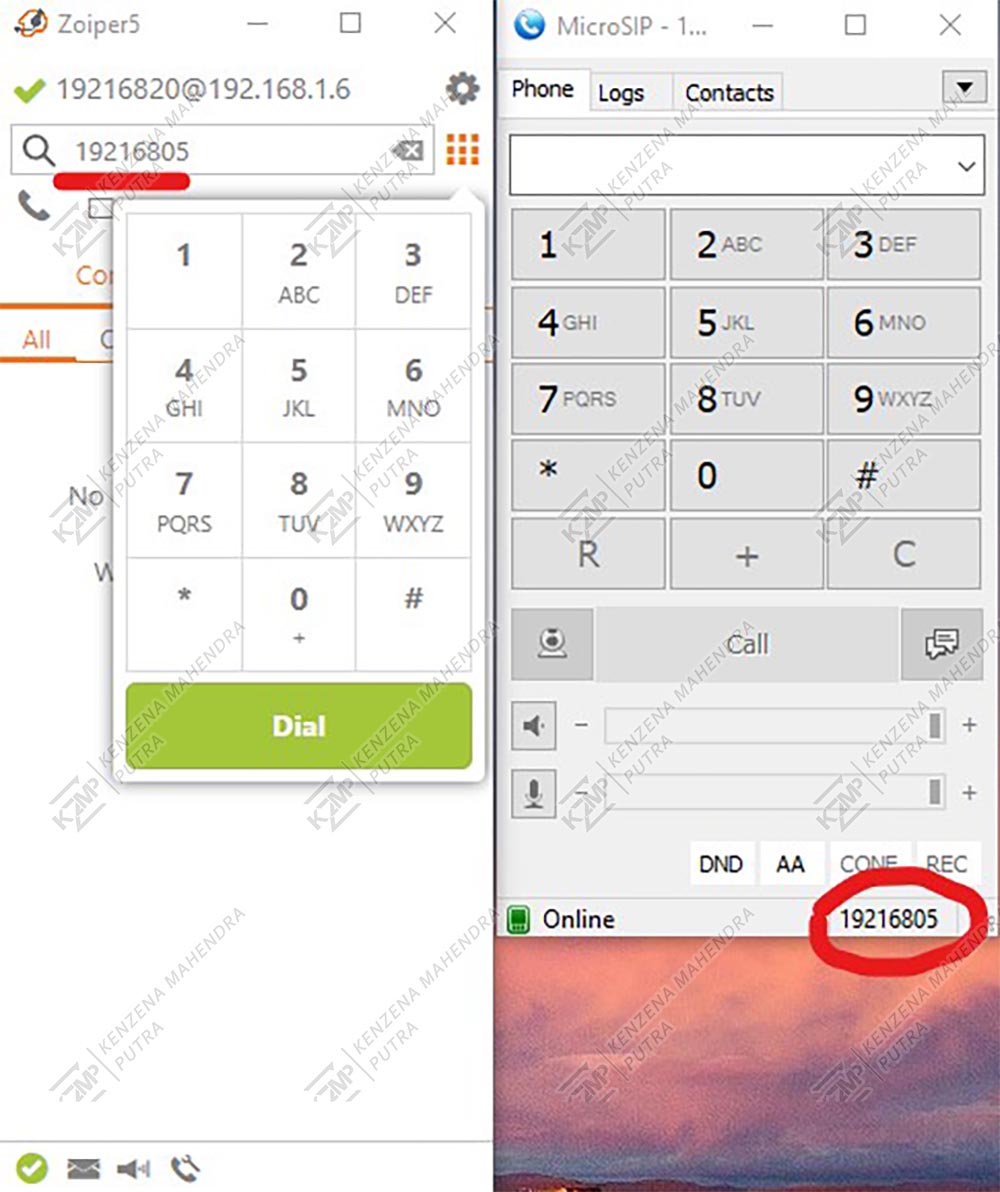 Zoiper5
19216820@192.168.1.6
19216805
1
2
ABC
3
DEF
4
GHI
5
JKL
6
MNO
7
PQRS
8
TUV
9
WXYZ
*
0
+
#
Dial
All
No
MicroSIP - 1...
Phone Logs Contacts
1 2 ABC 3 DEF
4 GHI 5 JKL 6 MNO
7 PQRS 8 TUV 9 WXYZ
* 0 #
R + C
Call
- +
- +
DND AA CONF REC
Online 19216805
KZMP KENZENA MAHENDRA
PUTRA